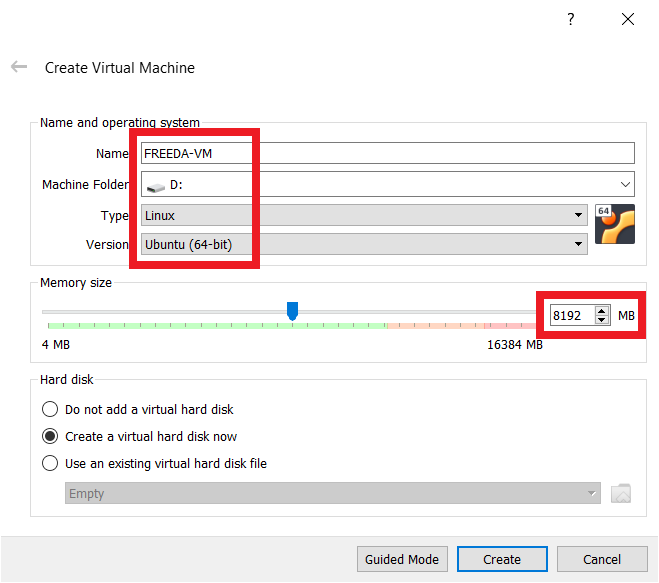 ?
Create Virtual Machine
Name and operating system
Name FREEDA-VM
Machine Folder D:
Type Linux
64
Version Ubuntu (64-bit)
Memory size
8192 MB
4 MB 16384 MB
Hard disk
Do not add a virtual hard disk
Create a virtual hard disk now
Use an existing virtual hard disk file
Empty
Guided Mode Create Cancel